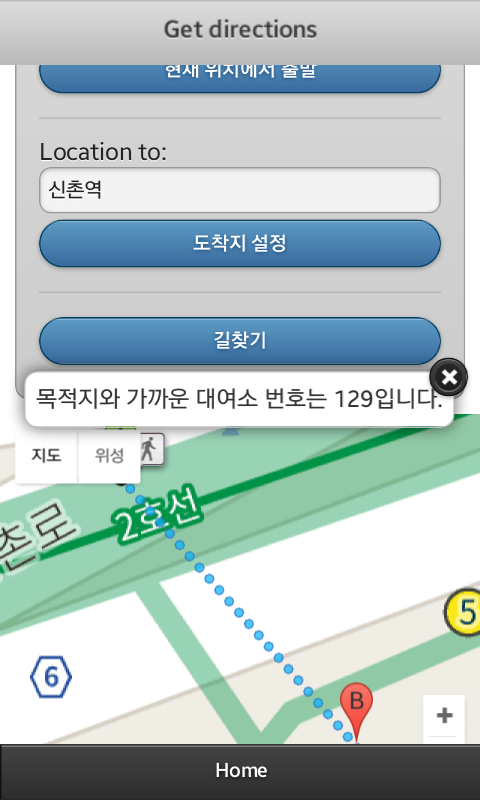 Get directions
현재 위치에서 출발
Location to:
신촌역
도착지 설정
길찾기
목적지와 가까운 대여소 번호는 129입니다.
지도
위성
촌로
2호선
5
6
B
+
Home